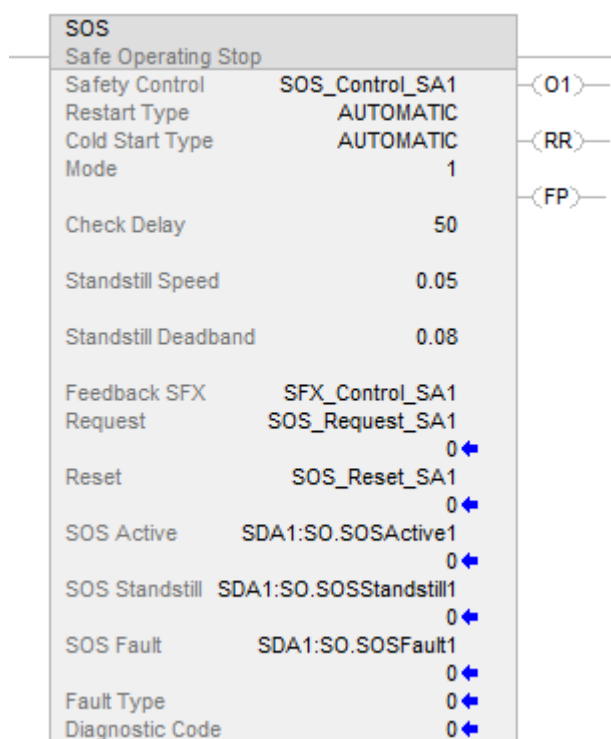 SOS
Safe Operating Stop
Safety Control SOS_Control_SA1
(O1)
Restart Type AUTOMATIC
Cold Start Type AUTOMATIC
(RR)
Mode 1
(FP)
Check Delay 50
Standstill Speed 0.05
Standstill Deadband 0.08
Feedback SFX SFX_Control_SA1
Request SOS_Request_SA1
0
Reset SOS_Reset_SA1
0
SOS Active SDA1:SO.SOSActive1
0
SOS Standstill SDA1:SO.SOSStandstill1
0
SOS Fault SDA1:SO.SOSFault1
0
Fault Type 0
Diagnostic Code 0